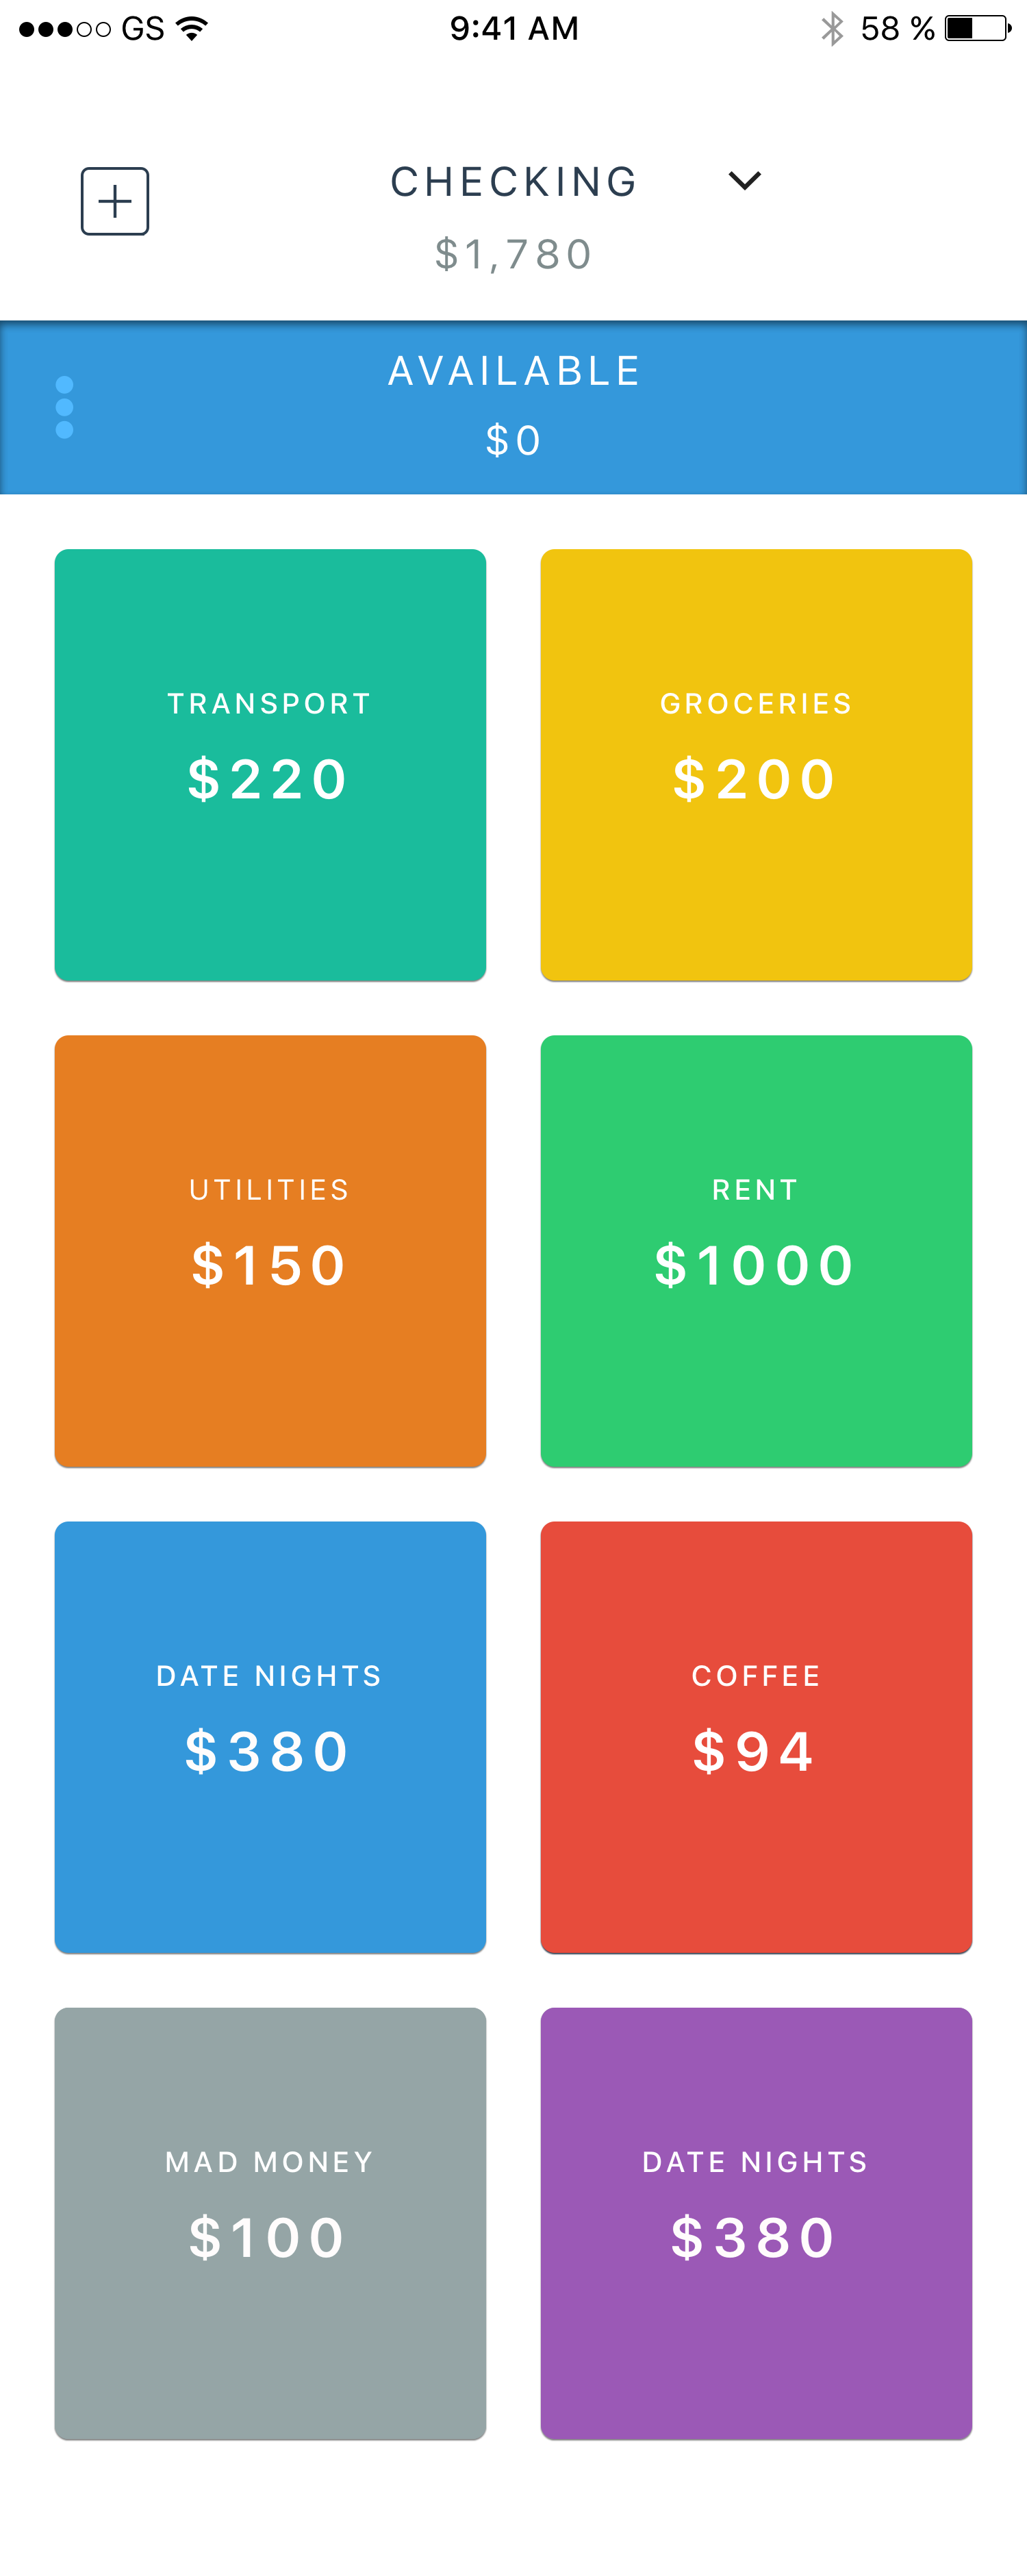 GS 9:41 AM 58 %
CHECKING
$1,780
AVAILABLE
$0
TRANSPORT
$220
GROCERIES
$200
UTILITIES
$150
RENT
$1000
DATE NIGHTS
$380
COFFEE
$94
MAD MONEY
$100
DATE NIGHTS
$380